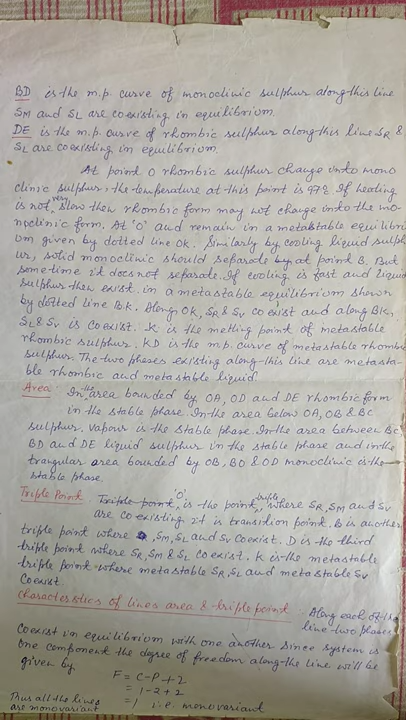 BD is the m.p. curve of monoclinic sulphur along this line
SM and SL are coexisting in equilibrium.
DE is the m.p. curve of rhombic sulphur along this line SR &
SL are coexisting in equilibrium
At point O rhombic sulphur change into mono
clinic sulphur, the temperature at this point is 97.2. If heating
is not very slow then rhombic form may not change into the mo-
noclinic form. At 'O' and remain in a metabtable equilibri
um given by dotted line OK. Similarly by cooling liquid sulph
ur, solid monoclinic should separate by at point B. But
sometime it does not separate. If cooling is fast and liquid
sulphur then exist in a metastable equilibrium shown
by dotted line BK. Along OK, SR & SV co exist and along BK,
SL & SV is coexist. K is the melting point of metastable
rhombic sulphur. KD is the m.p. curve of metastable rhombic
sulphur. The two phases existing along this line are metasta-
ble rhombic and metastable liquid.
Area : In the area bounded by OA, OD and DE rhombic form
in the stable phase. In the area below OA, OB & BC
sulphur vapour is the stable phase. In the area between BC
BD and DE liquid sulphur in the stable phase and in the
trangular area bounded by OB, BD & OD monoclinic is the
stable phase.
Triple Point : Triple point, 'O', is the point triple, where SR, SM and SV
are co existing it is transition point. B is another
triple point where SM, SL and SV Coexist. D is the third
triple point where SR, SM & SL co exist. K is the metastable
triple point where metastable SR, SL and metastable SV
Coexist.
Characteristics of lines area & triple point : Along each of the
line two phases
Coexist in equilibrium with one another since system is
one component the degree of freedom along the line will be
given by
F = C-P+2
= 1-2+2
= 1 i.e. monovariant
Thus all the lines
are monovariant